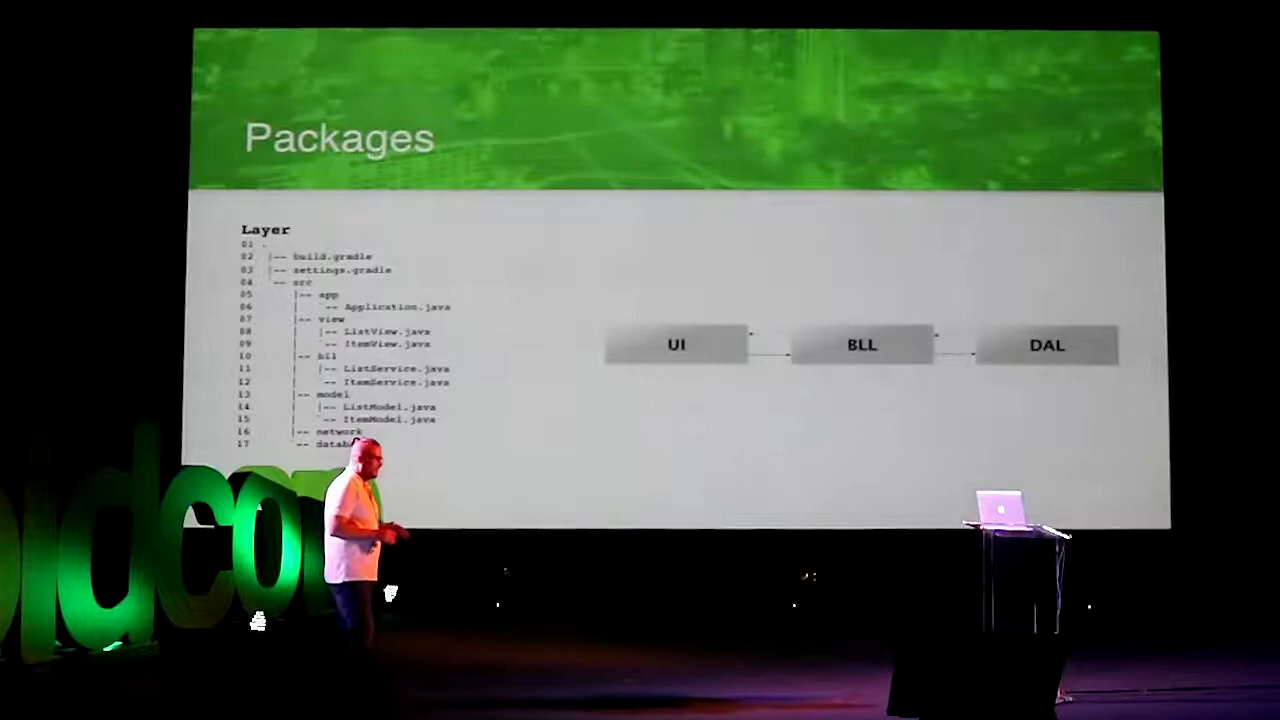 Packages
Layer
01 .
02 |-- build.gradle
03 |-- settings.gradle
04 `-- src
05 |-- app
06 | `-- Application.java
07 |-- view
08 | |-- ListView.java
09 | `-- ItemView.java
10 |-- bll
11 | |-- ListService.java
12 | `-- ItemService.java
13 |-- model
14 | |-- ListModel.java
15 | `-- ItemModel.java
16 |-- network
17 `-- datab
UI
BLL
DAL
oidcon